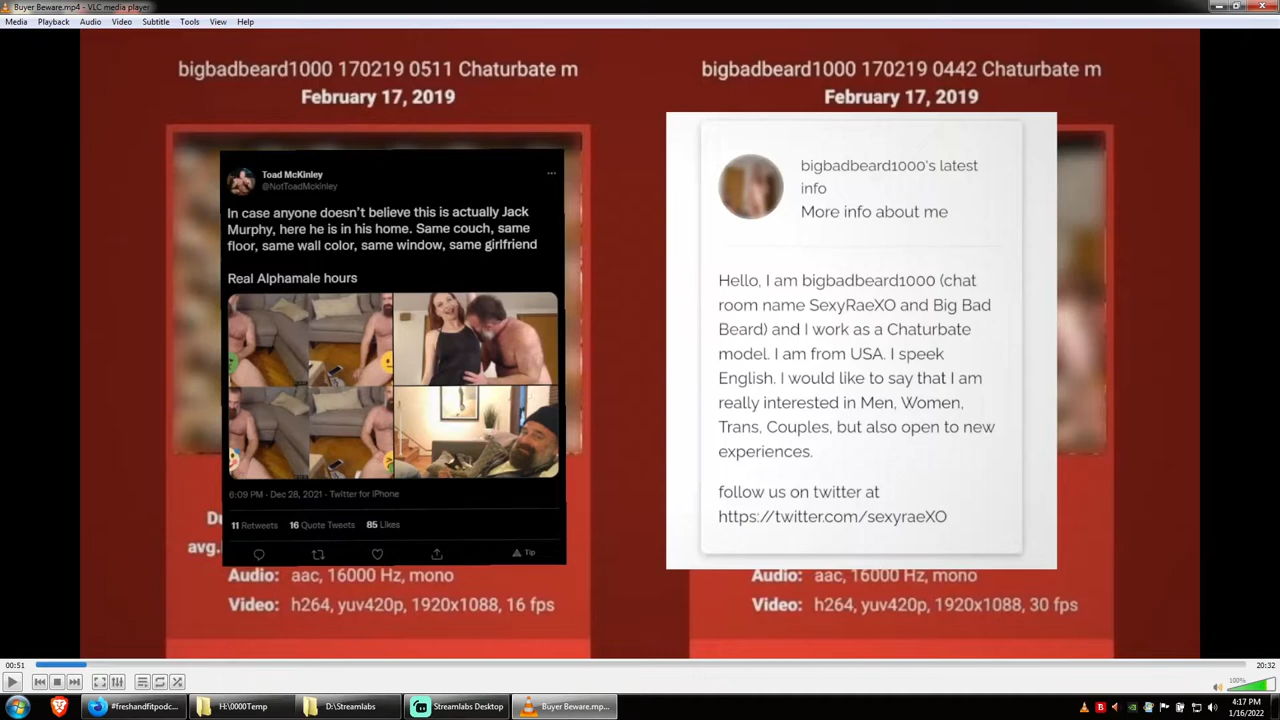 Buyer Beware.mp4 - VLC media player
Media Playback Audio Video Subtitle Tools View Help
bigbadbeard1000 170219 0511 Chaturbate m
February 17, 2019
Toad McKinley
@NotToadMckinley
In case anyone doesn't believe this is actually Jack
Murphy, here he is in his home. Same couch, same
floor, same wall color, same window, same girlfriend
Real Alphamale hours
6:09 PM · Dec 28, 2021 · Twitter for iPhone
11 Retweets 16 Quote Tweets 85 Likes
Tip
Du
avg.
Audio: aac, 16000 Hz, mono
Video: h264, yuv420p, 1920x1088, 16 fps
bigbadbeard1000 170219 0442 Chaturbate m
February 17, 2019
bigbadbeard1000's latest
info
More info about me
Hello, I am bigbadbeard1000 (chat
room name SexyRaeXO and Big Bad
Beard) and I work as a Chaturbate
model. I am from USA. I speek
English. I would like to say that I am
really interested in Men, Women,
Trans, Couples, but also open to new
experiences.
follow us on twitter at
https://twitter.com/sexyraeXO
Audio: aac, 16000 Hz, mono
Video: h264, yuv420p, 1920x1088, 30 fps
00:51 20:32
100%
#freshandfitpodc... H:\0000Temp D:\Streamlabs Streamlabs Desktop Buyer Beware.mp...
4:17 PM
1/16/2022